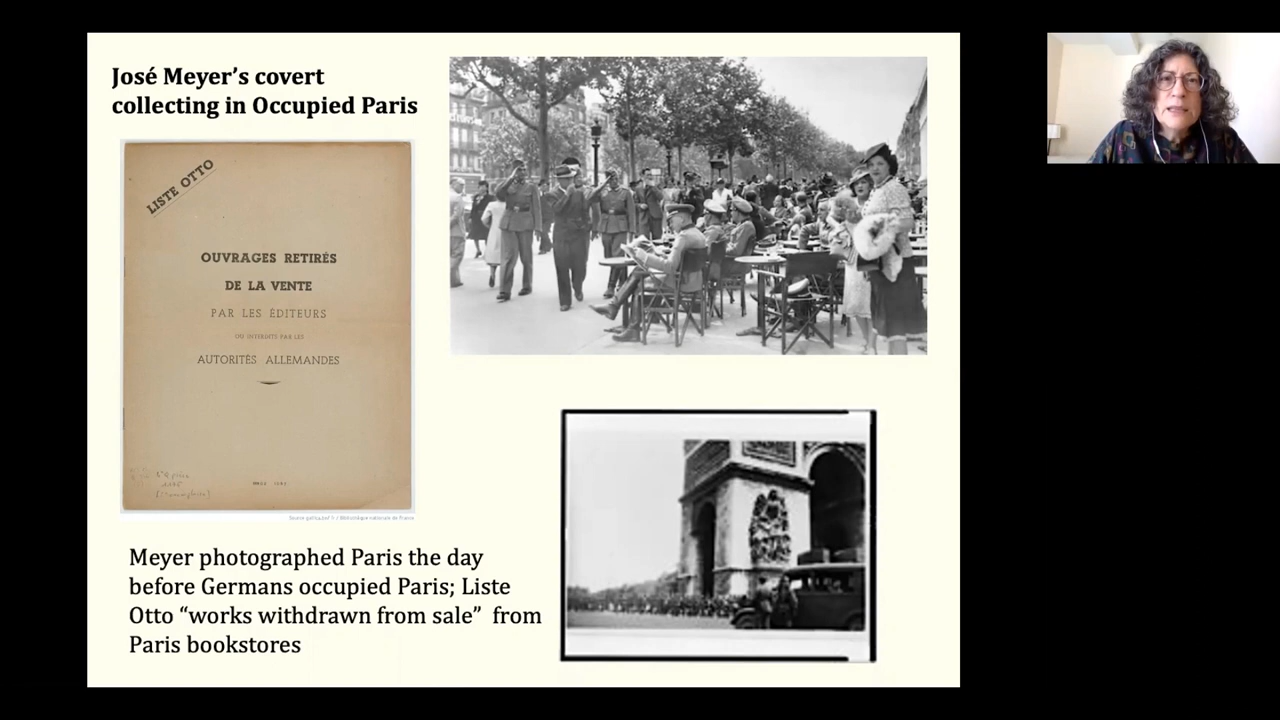 José Meyer’s covert
collecting in Occupied Paris
LISTE OTTO
OUVRAGES RETIRÉS
DE LA VENTE
PAR LES ÉDITEURS
OU INTERDITS PAR LES
AUTORITÉS ALLEMANDES
Meyer photographed Paris the day
before Germans occupied Paris; Liste
Otto “works withdrawn from sale” from
Paris bookstores